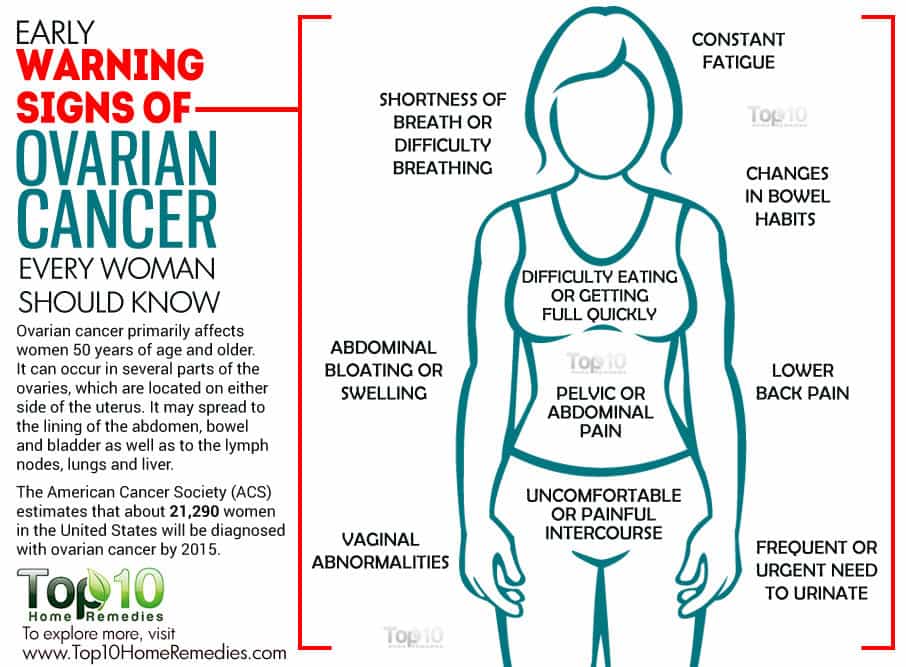 EARLY
WARNING
SIGNS OF
OVARIAN
CANCER
EVERY WOMAN
SHOULD KNOW
Ovarian cancer primarily affects
women 50 years of age and older.
It can occur in several parts of the
ovaries, which are located on either
side of the uterus. It may spread to
the lining of the abdomen, bowel
and bladder as well as to the lymph
nodes, lungs and liver.
The American Cancer Society (ACS)
estimates that about 21,290 women
in the United States will be diagnosed
with ovarian cancer by 2015.
Top10
Home Remedies
To explore more, visit
www.Top10HomeRemedies.com
CONSTANT
FATIGUE
SHORTNESS OF
BREATH OR
DIFFICULTY
BREATHING
Top10
HOME REMEDIES
CHANGES
IN BOWEL
HABITS
DIFFICULTY EATING
OR GETTING
FULL QUICKLY
ABDOMINAL
BLOATING OR
SWELLING
Top10
HOME REMEDIES
PELVIC OR
ABDOMINAL
PAIN
LOWER
BACK PAIN
UNCOMFORTABLE
OR PAINFUL
INTERCOURSE
VAGINAL
ABNORMALITIES
FREQUENT OR
URGENT NEED
TO URINATE
Top10
HOME REMEDIES